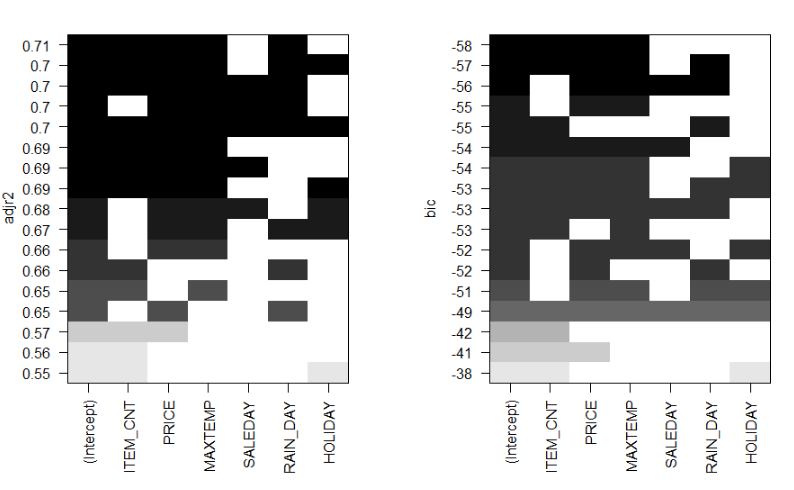 adjr2
0.71
0.7
0.7
0.7
0.7
0.69
0.69
0.69
0.68
0.67
0.66
0.66
0.65
0.65
0.57
0.56
0.55
(Intercept)
ITEM_CNT
PRICE
MAXTEMP
SALEDAY
RAIN_DAY
HOLIDAY
bic
-58
-57
-56
-55
-55
-54
-54
-53
-53
-53
-52
-52
-51
-49
-42
-41
-38
(Intercept)
ITEM_CNT
PRICE
MAXTEMP
SALEDAY
RAIN_DAY
HOLIDAY